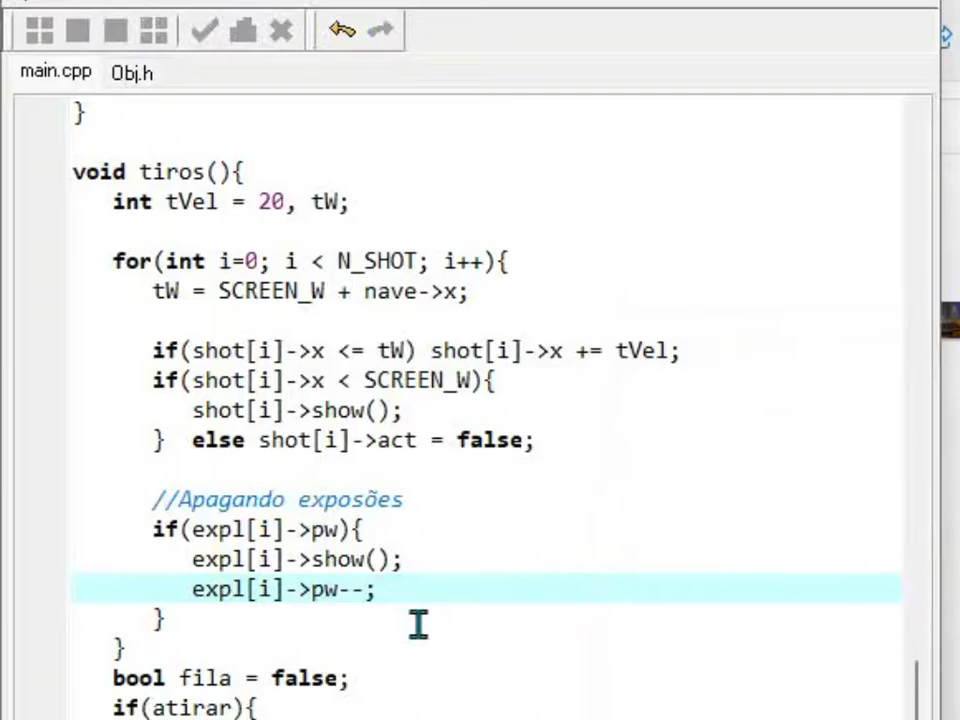 main.cpp Obj.h
}
void tiros(){
int tVel = 20, tW;
for(int i=0; i < N_SHOT; i++){
tW = SCREEN_W + nave->x;
if(shot[i]->x <= tW) shot[i]->x += tVel;
if(shot[i]->x < SCREEN_W){
shot[i]->show();
} else shot[i]->act = false;
//Apagando exposões
if(expl[i]->pw){
expl[i]->show();
expl[i]->pw--;
}
}
bool fila = false;
if(atirar){